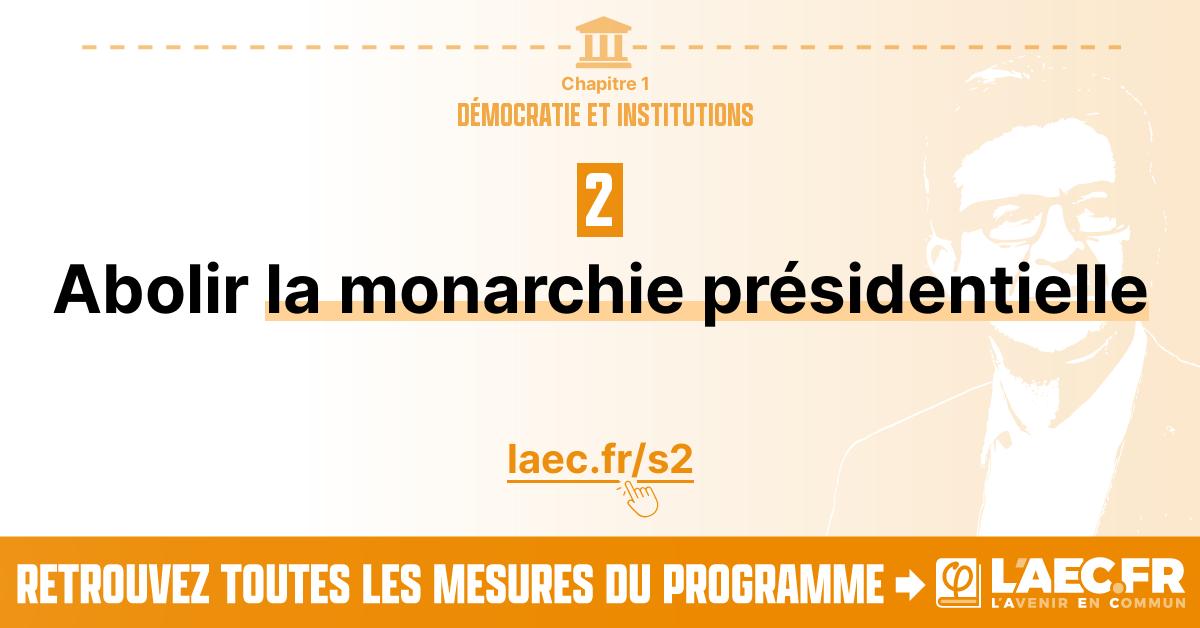 Chapitre 1
DÉMOCRATIE ET INSTITUTIONS
2
Abolir la monarchie présidentielle
laec.fr/s2
RETROUVEZ TOUTES LES MESURES DU PROGRAMME
φ L'AEC.FR
L'AVENIR EN COMMUN